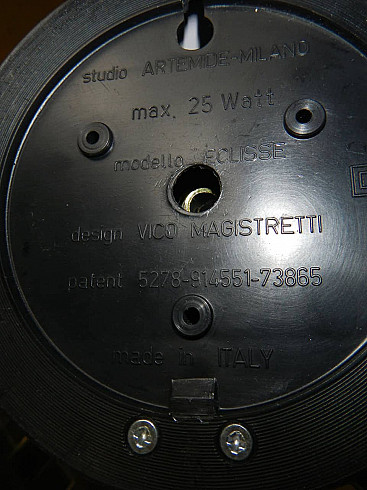 studio ARTEMIDE-MILANO
max. 25 Watt
modello ECLISSE
design VICO MAGISTRETTI
patent 5278-914551-73865
made in ITALY